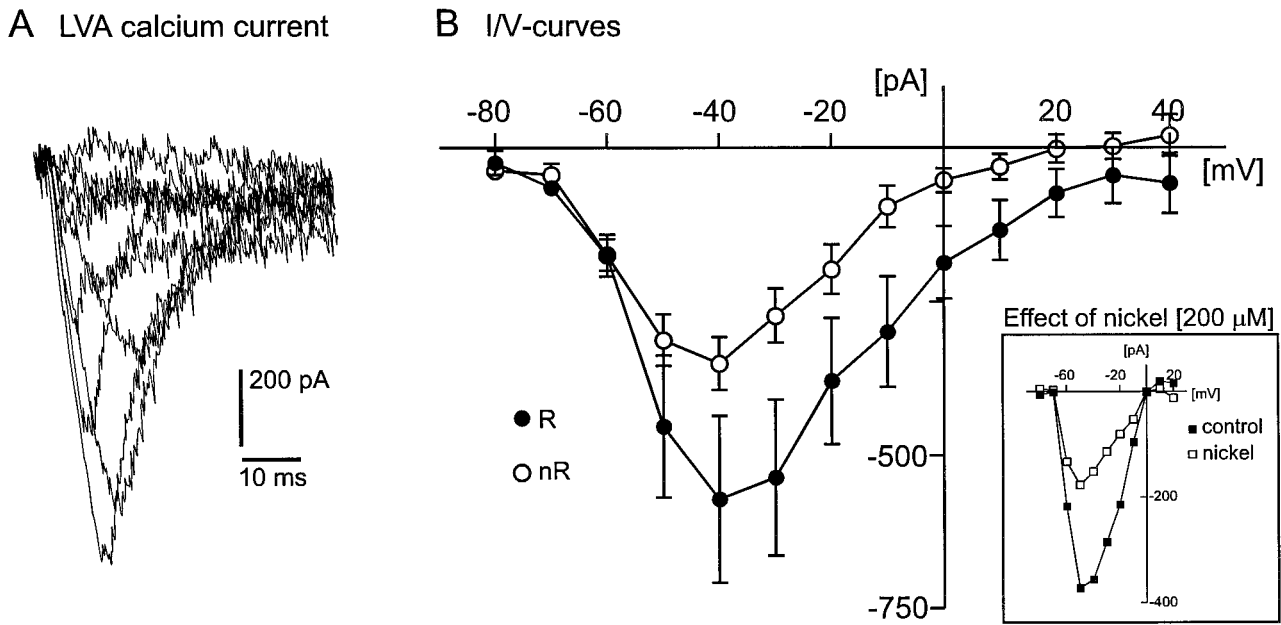 A LVA calcium current
200 pA
10 ms
B I/V-curves
[pA]
-80 -60 -40 -20 20 40
[mV]
-500
-750
R
nR
Effect of nickel [200 µM]
[pA]
-60 -20 20
[mV]
control
nickel
-200
-400